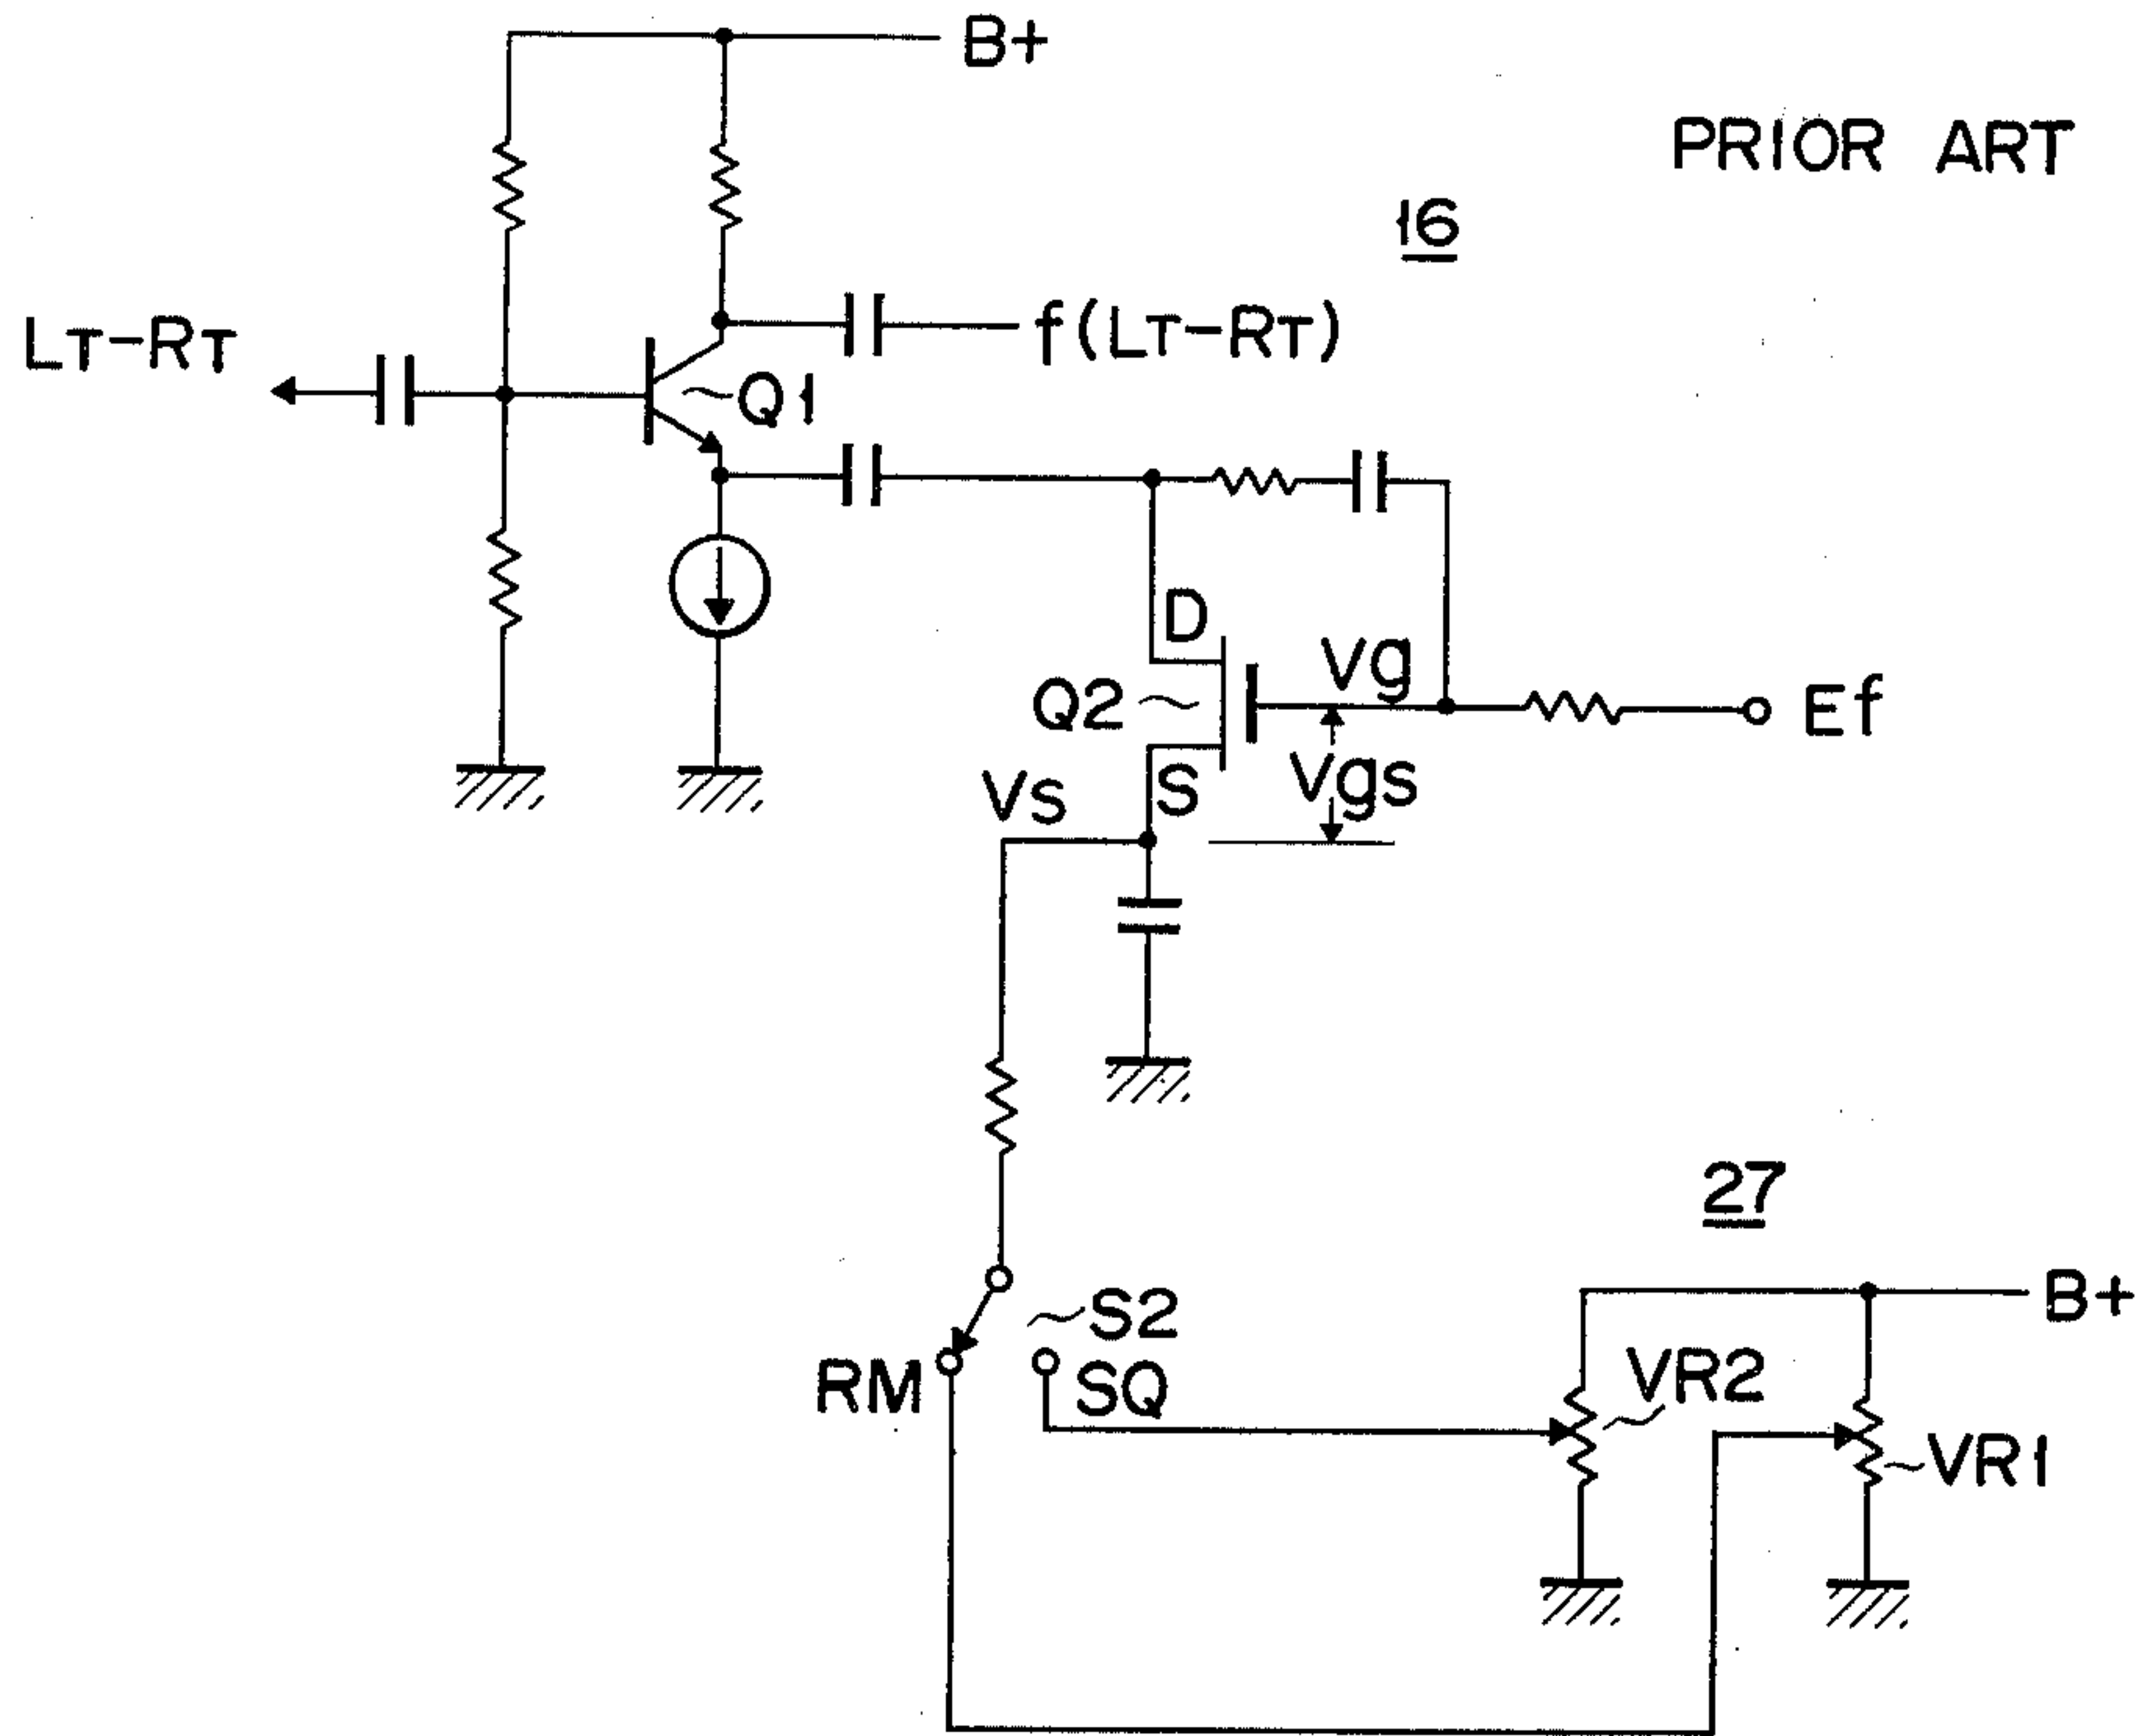 B+
PRIOR ART
16
LT-RT
f(LT-RT)
Q1
D
Vg
Q2
Ef
Vgs
S
Vs
27
B+
S2
VR2
RM
SQ
VR1